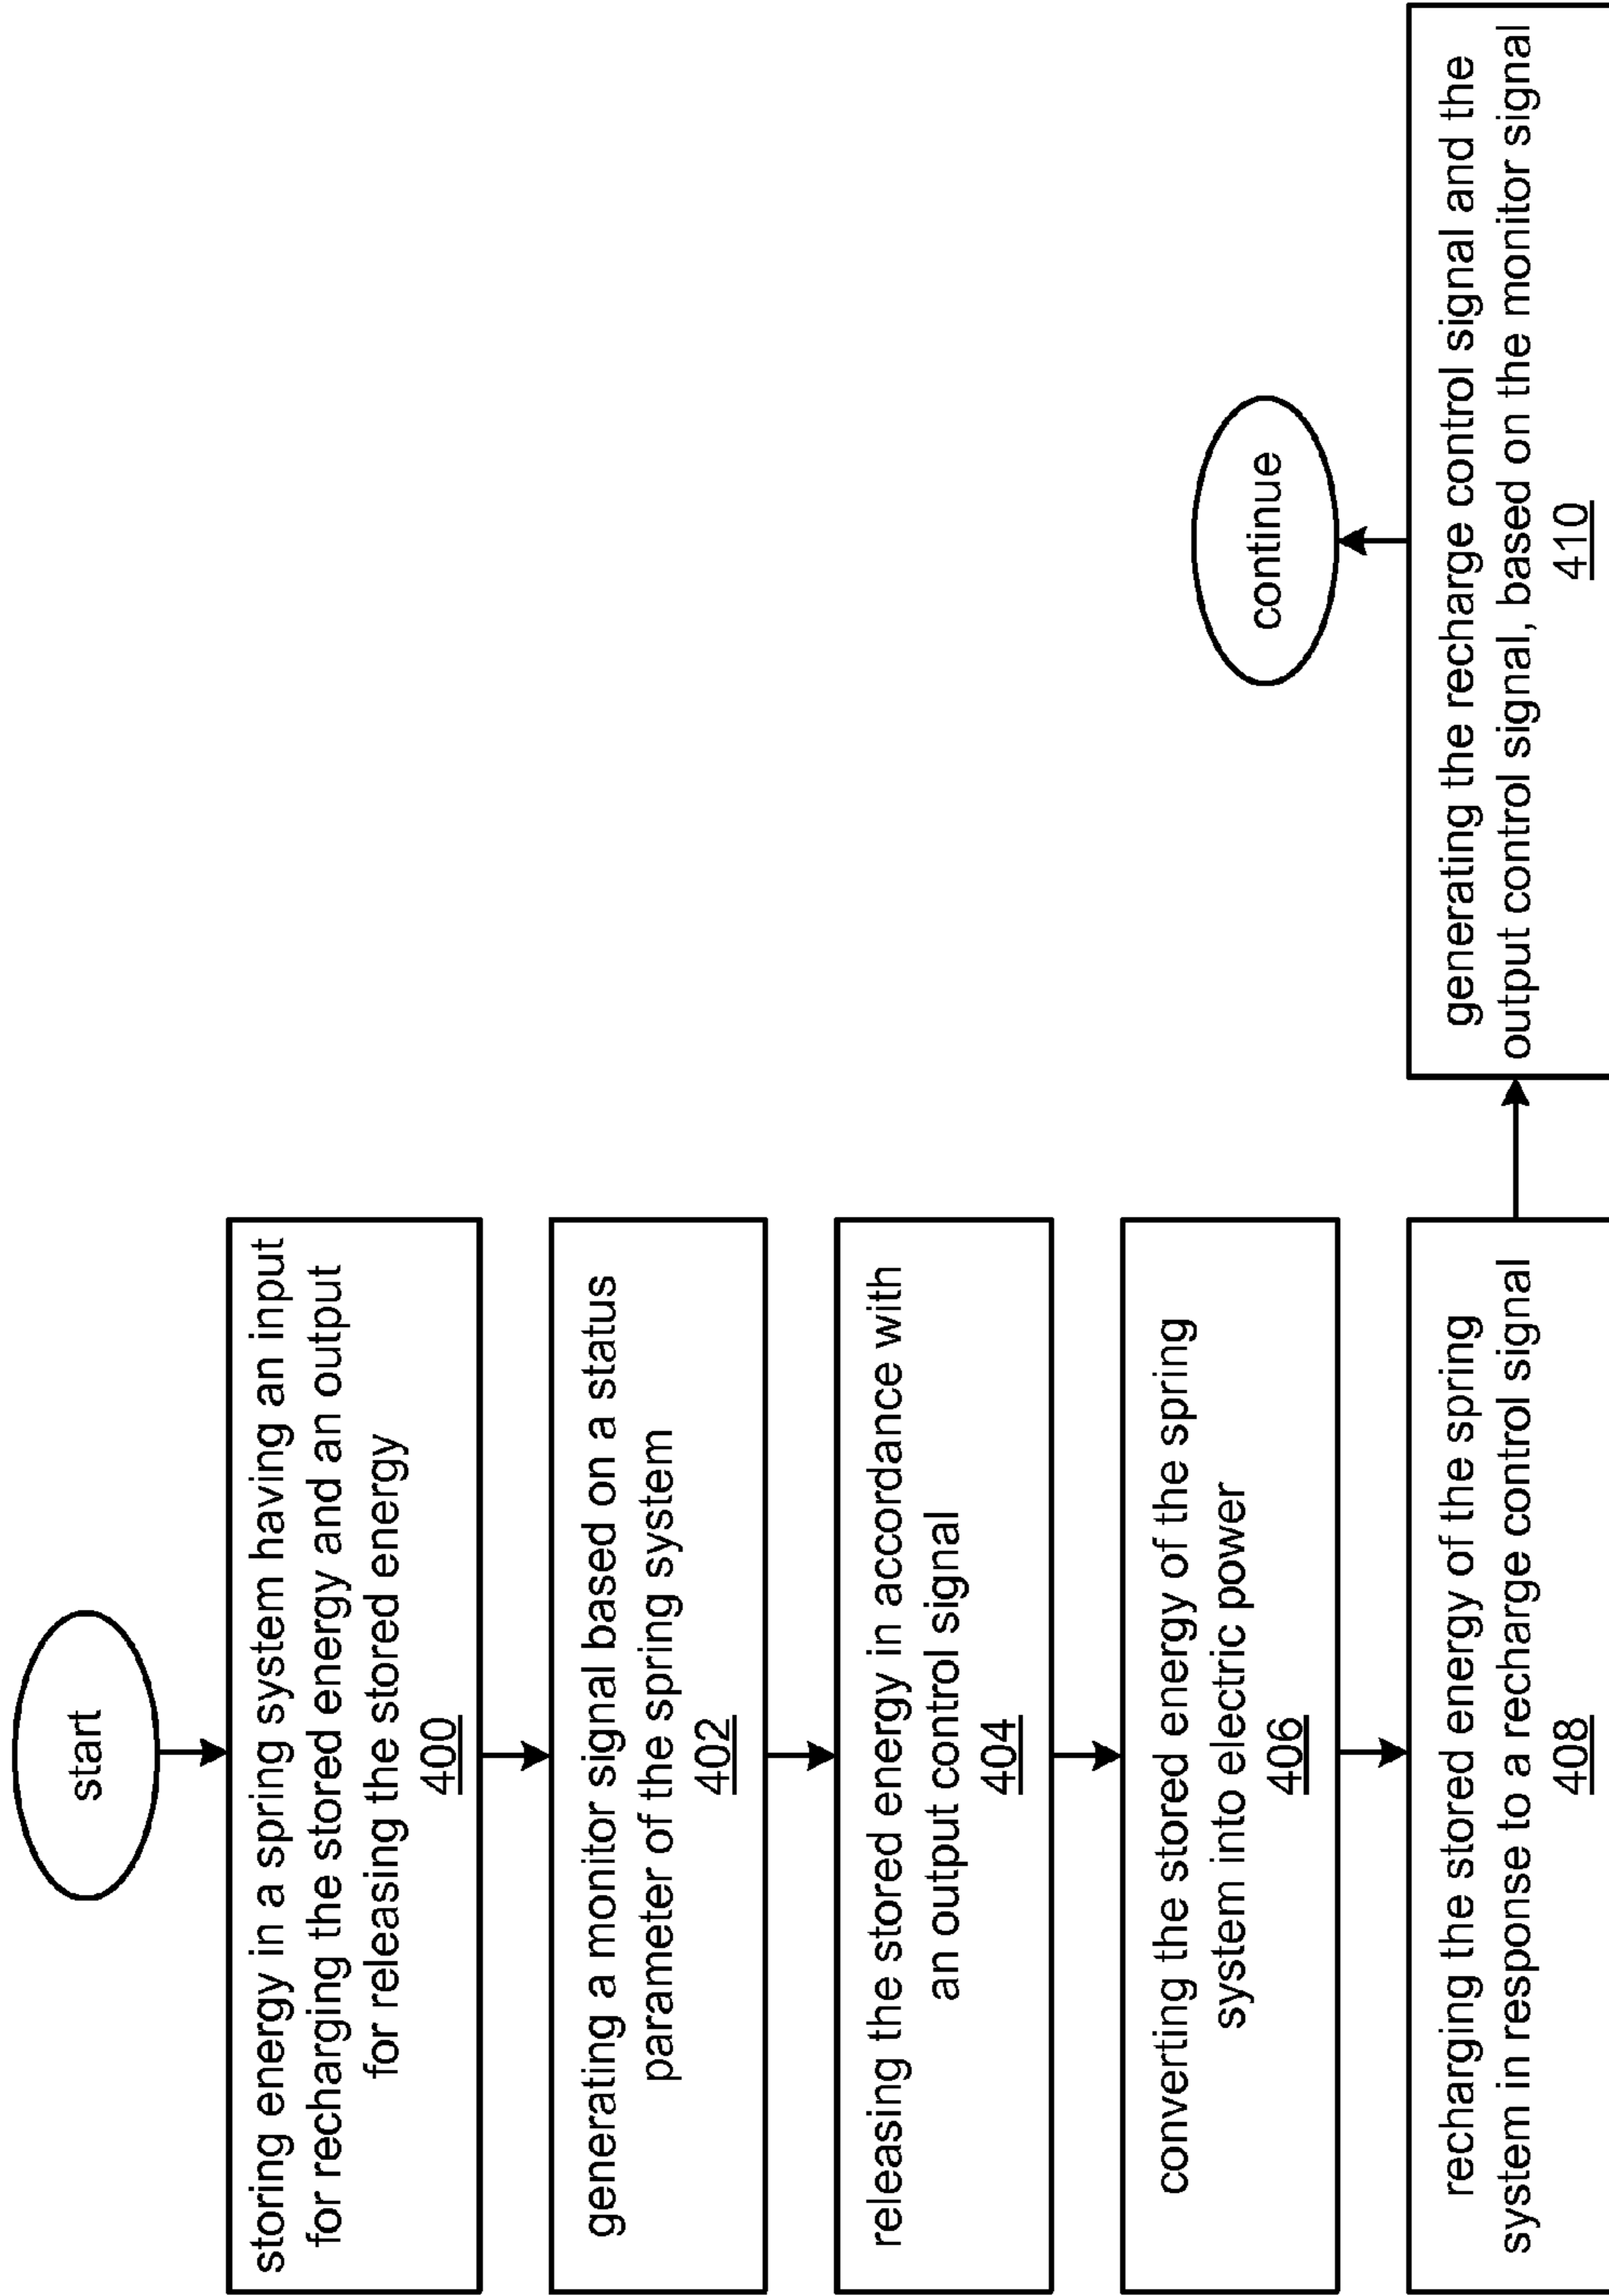 start
storing energy in a spring system having an input
for recharging the stored energy and an output
for releasing the stored energy
400
generating a monitor signal based on a status
parameter of the spring system
402
releasing the stored energy in accordance with
an output control signal
404
converting the stored energy of the spring
system into electric power
406
recharging the stored energy of the spring
system in response to a recharge control signal
408
generating the recharge control signal and the
output control signal, based on the monitor signal
410
continue